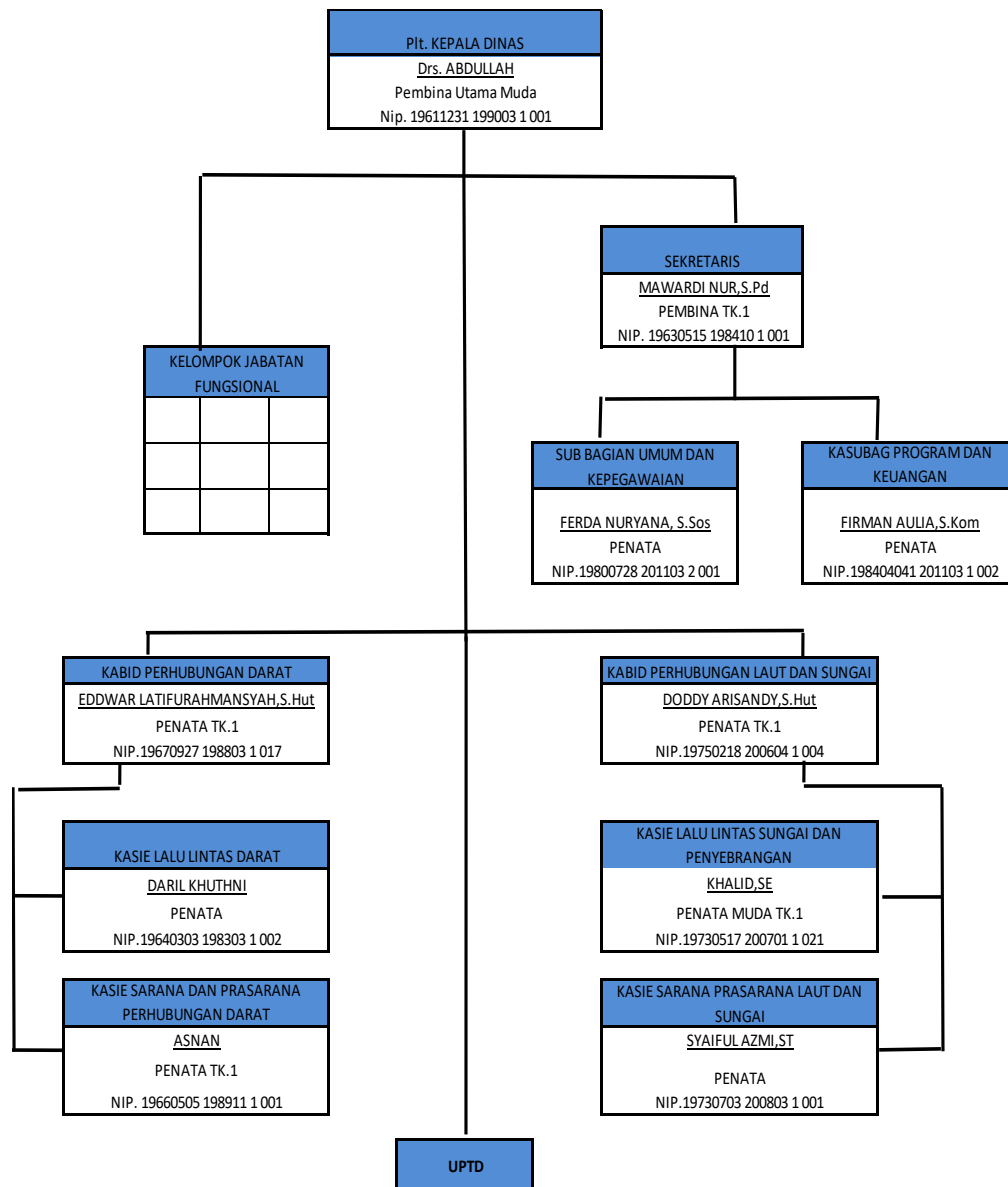 Plt. KEPALA DINAS
Drs. ABDULLAH
Pembina Utama Muda
Nip. 19611231 199003 1 001
SEKRETARIS
MAWARDI NUR,S.Pd
PEMBINA TK.1
NIP. 19630515 198410 1 001
KELOMPOK JABATAN
FUNGSIONAL
SUB BAGIAN UMUM DAN
KEPEGAWAIAN
FERDA NURYANA, S.Sos
PENATA
NIP.19800728 201103 2 001
KASUBAG PROGRAM DAN
KEUANGAN
FIRMAN AULIA,S.Kom
PENATA
NIP.198404041 201103 1 002
KABID PERHUBUNGAN DARAT
EDDWAR LATIFURAHMANSYAH,S.Hut
PENATA TK.1
NIP.19670927 198803 1 017
KABID PERHUBUNGAN LAUT DAN SUNGAI
DODDY ARISANDY,S.Hut
PENATA TK.1
NIP.19750218 200604 1 004
KASIE LALU LINTAS DARAT
DARIL KHUTHNI
PENATA
NIP.19640303 198303 1 002
KASIE LALU LINTAS SUNGAI DAN
PENYEBRANGAN
KHALID,SE
PENATA MUDA TK.1
NIP.19730517 200701 1 021
KASIE SARANA DAN PRASARANA
PERHUBUNGAN DARAT
ASNAN
PENATA TK.1
NIP. 19660505 198911 1 001
KASIE SARANA PRASARANA LAUT DAN
SUNGAI
SYAIFUL AZMI,ST
PENATA
NIP.19730703 200803 1 001
UPTD